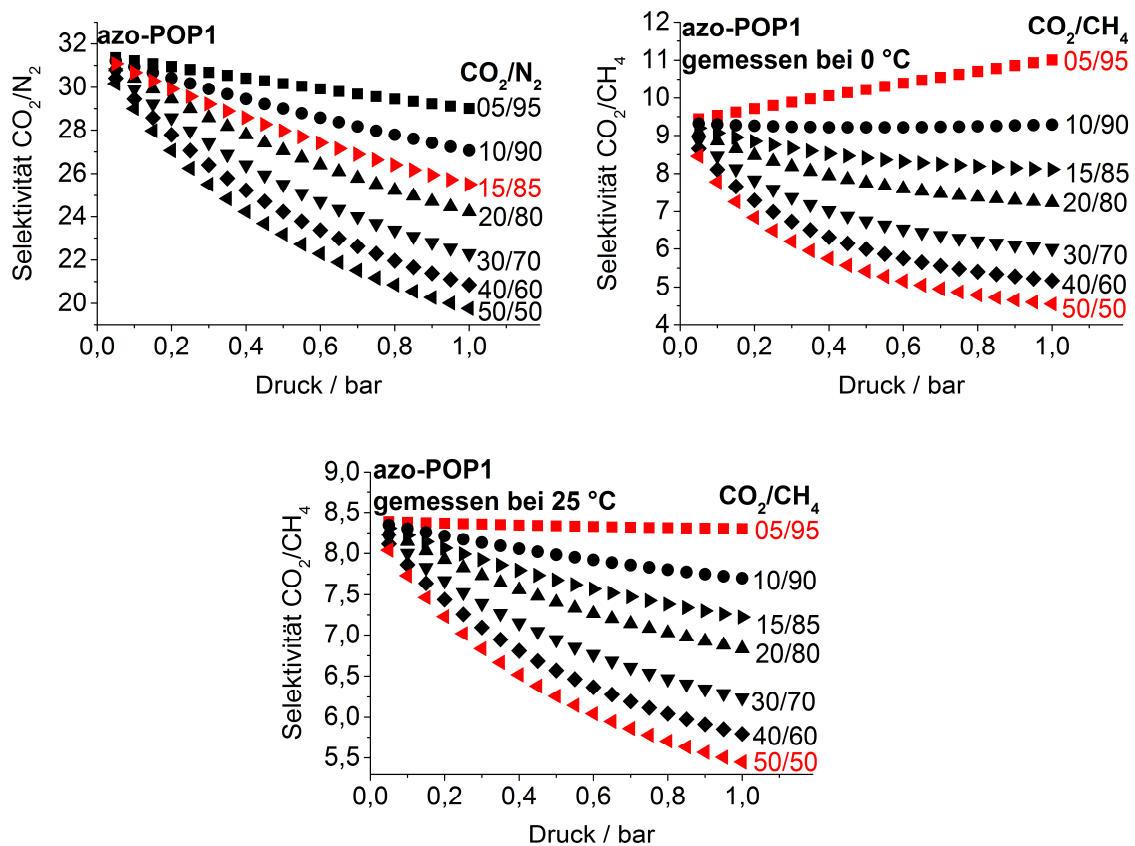 azo-POP1
CO₂/N₂
Selektivität CO₂/N₂
32
30
28
26
24
22
20
05/95
10/90
15/85
20/80
30/70
40/60
50/50
0,0 0,2 0,4 0,6 0,8 1,0
Druck / bar
azo-POP1
gemessen bei 0 °C
CO₂/CH₄
Selektivität CO₂/CH₄
12
11
10
9
8
7
6
5
4
05/95
10/90
15/85
20/80
30/70
40/60
50/50
0,0 0,2 0,4 0,6 0,8 1,0
Druck / bar
azo-POP1
gemessen bei 25 °C
CO₂/CH₄
Selektivität CO₂/CH₄
9,0
8,5
8,0
7,5
7,0
6,5
6,0
5,5
05/95
10/90
15/85
20/80
30/70
40/60
50/50
0,0 0,2 0,4 0,6 0,8 1,0
Druck / bar